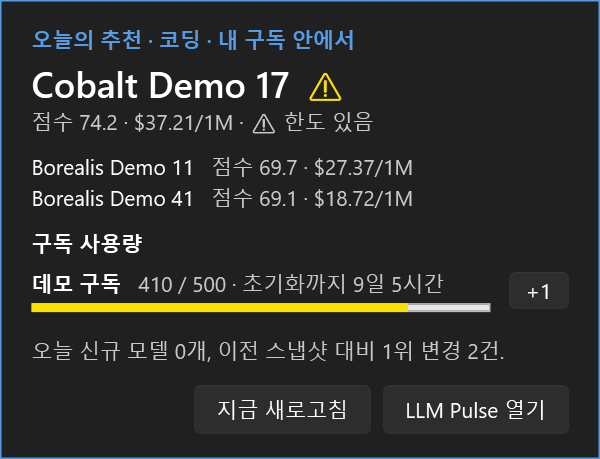 오늘의 추천 · 코딩 · 내 구독 안에서
Cobalt Demo 17 ⚠
점수 74.2 · $37.21/1M · ⚠ 한도 있음
Borealis Demo 11 점수 69.7 · $27.37/1M
Borealis Demo 41 점수 69.1 · $18.72/1M
구독 사용량
데모 구독 410 / 500 · 초기화까지 9일 5시간
+1
오늘 신규 모델 0개, 이전 스냅샷 대비 1위 변경 2건.
지금 새로고침 LLM Pulse 열기